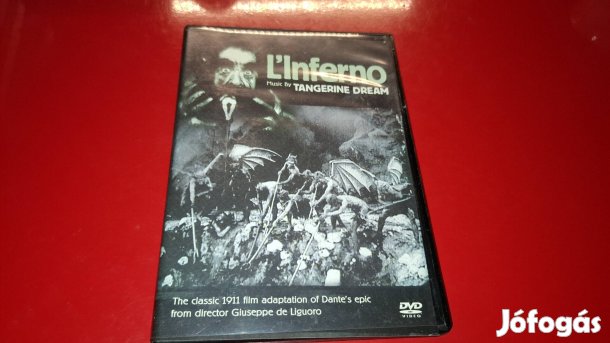 L'Inferno
Music By TANGERINE DREAM
The classic 1911 film adaptation of Dante's epic
from director Giuseppe de Liguoro
DVD
VIDEO
Jófogás